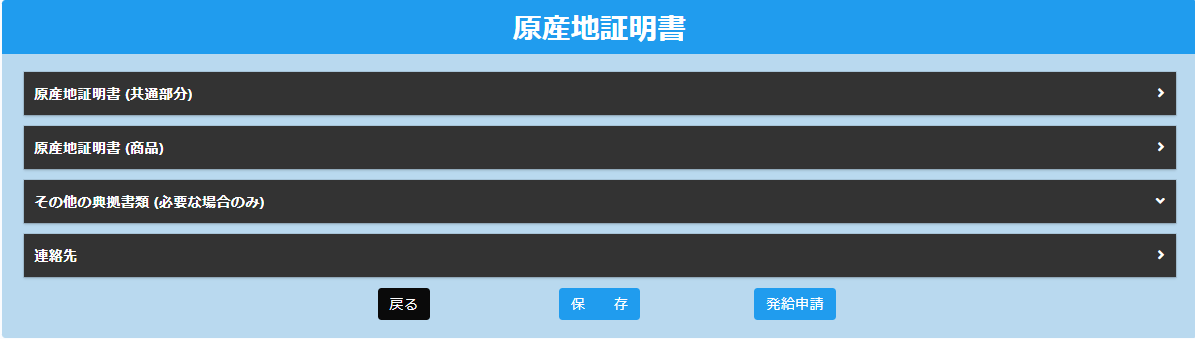 原産地証明書
原産地証明書 (共通部分)
原産地証明書 (商品)
その他の典拠書類 (必要な場合のみ)
連絡先
戻る 保　存 発給申請